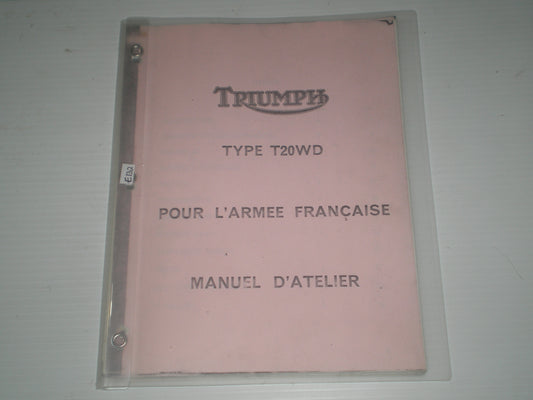 TRIUMPH
TYPE T20WD
POUR L'ARMEE FRANÇAISE
MANUEL D'ATELIER